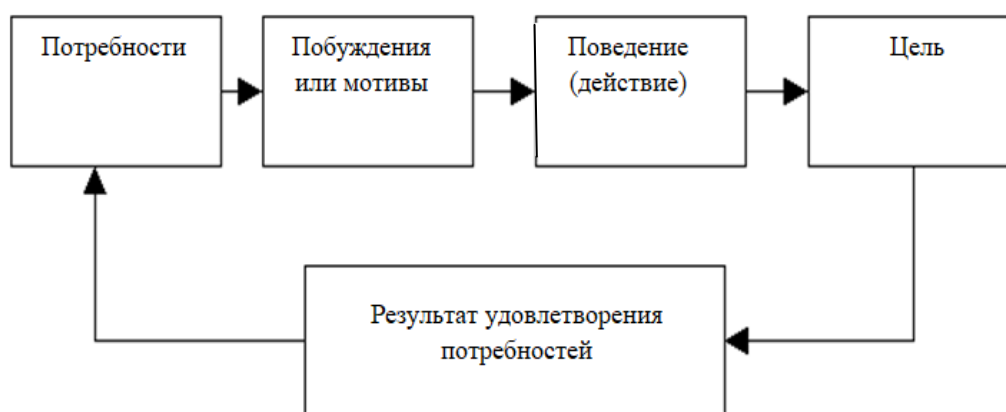 Потребности
Побуждения
или мотивы
Поведение
(действие)
Цель
Результат удовлетворения
потребностей